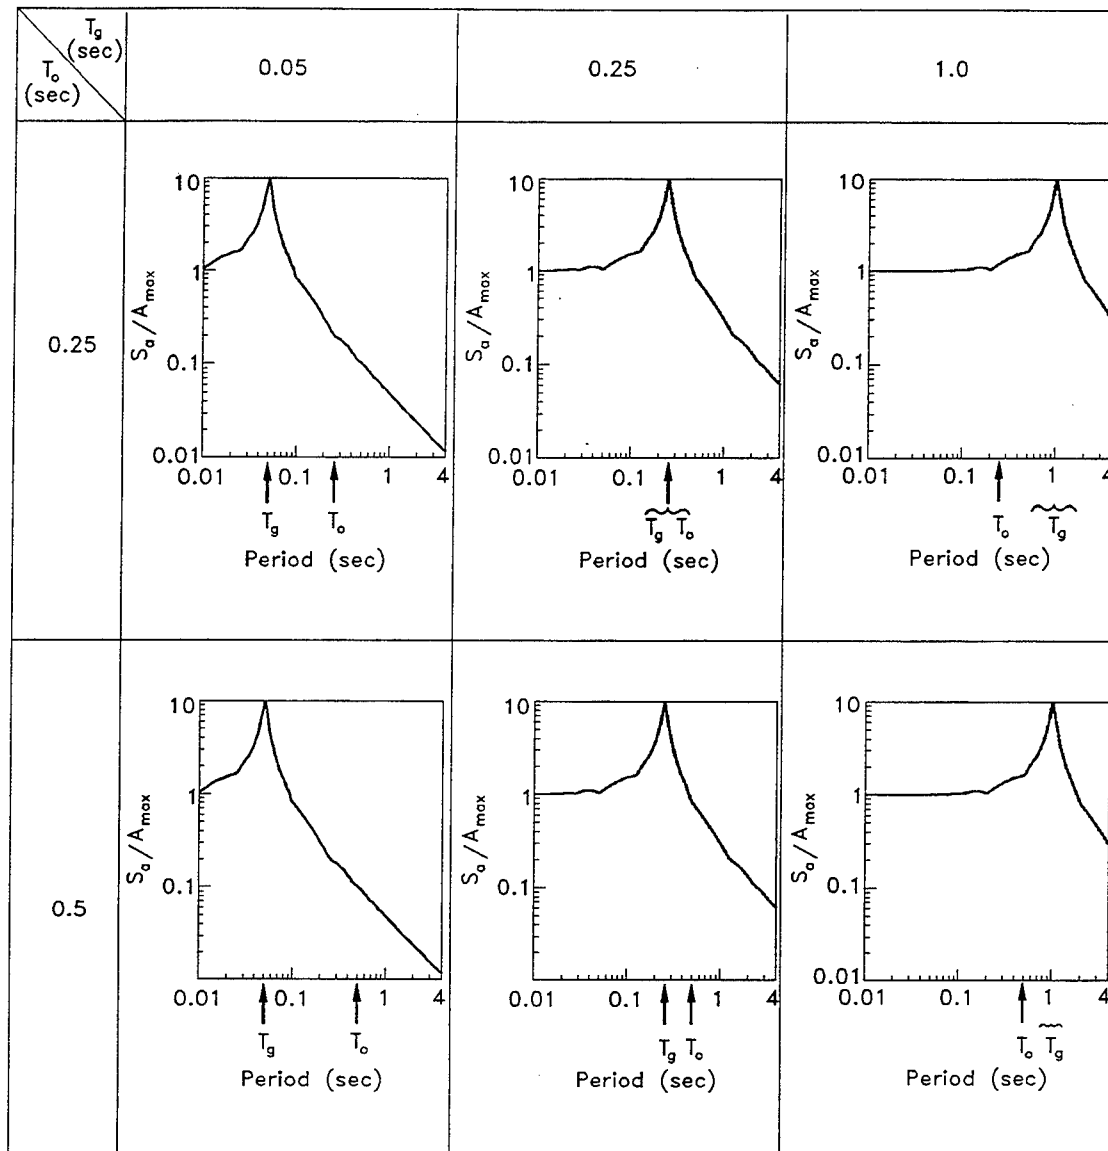 T_g (sec)
T_o (sec)
0.05
0.25
1.0
0.25
10
1
0.1
0.01
S_a/A_max
0.01
0.1
1
4
T_g
T_o
Period (sec)
10
1
0.1
0.01
S_a/A_max
0.01
0.1
1
4
T_g T_o
Period (sec)
10
1
0.1
0.01
S_a/A_max
0.01
0.1
1
4
T_o
T_g
Period (sec)
0.5
10
1
0.1
S_a/A_max
0.01
0.1
1
4
T_g
T_o
Period (sec)
10
1
0.1
S_a/A_max
0.01
0.1
1
4
T_g T_o
Period (sec)
10
1
0.1
0.01
S_a/A_max
0.01
0.1
1
4
T_o T_g
Period (sec)